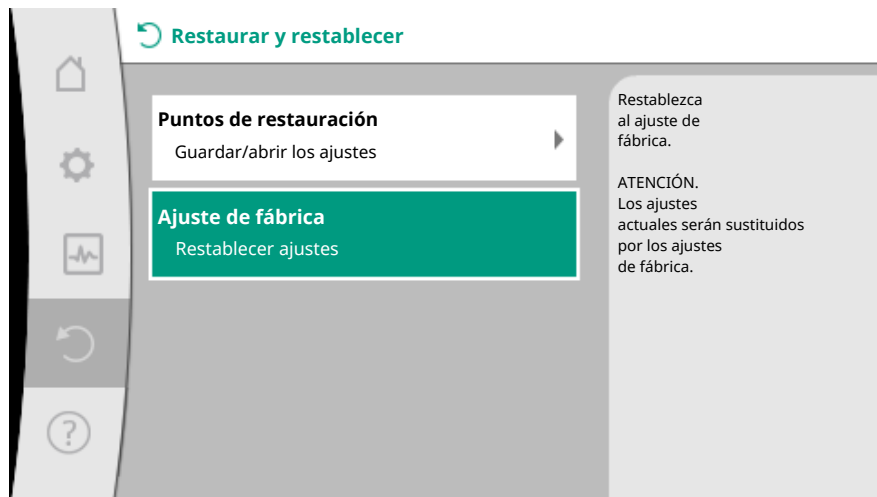 Restaurar y restablecer
Puntos de restauración
Guardar/abrir los ajustes
Ajuste de fábrica
Restablecer ajustes
Restablezca
al ajuste de
fábrica.
ATENCIÓN.
Los ajustes
actuales serán sustituidos
por los ajustes
de fábrica.
?